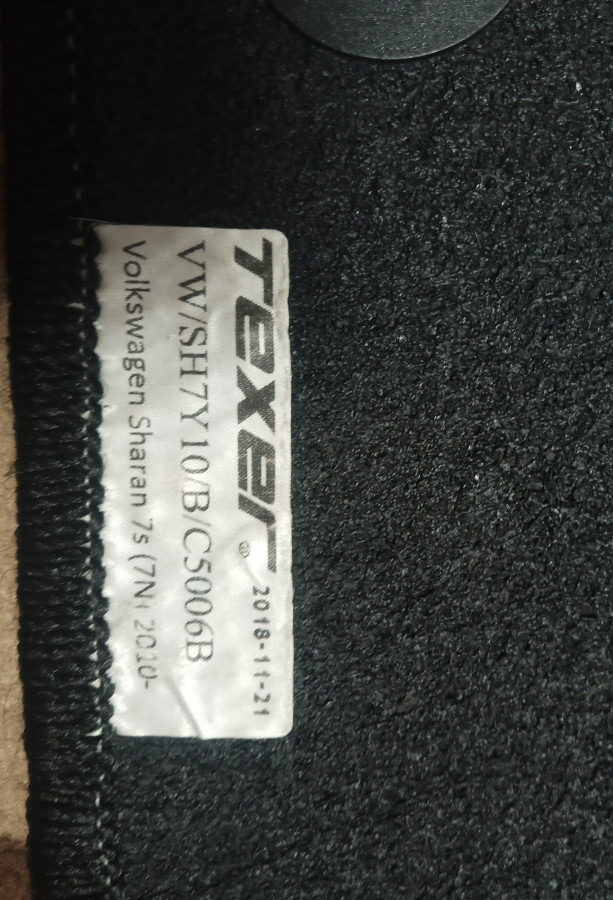 Texer® 2018-11-21
VW/SH7Y10/B/C5006B
Volkswagen Sharan 7s (7N) 2010-